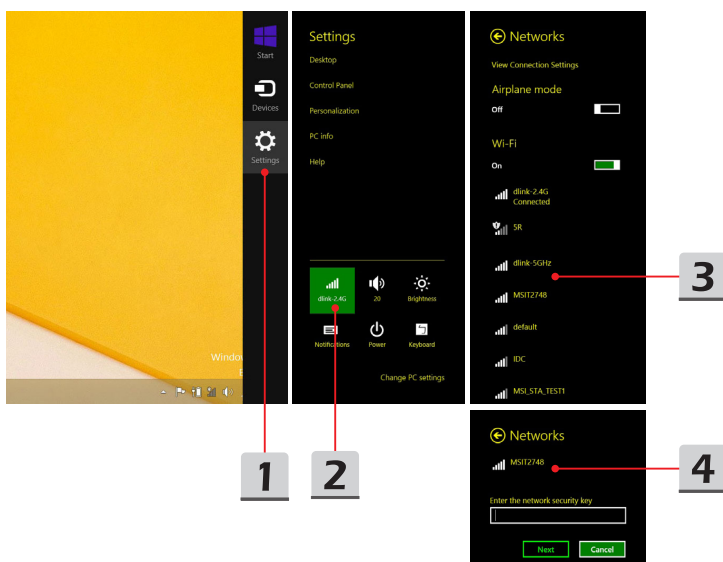 Start
Devices
Settings
Windo
1
Settings
Desktop
Control Panel
Personalization
PC info
Help
dlink-2.4G
20
Brightness
Notifications
Power
Keyboard
Change PC settings
2
Networks
View Connection Settings
Airplane mode
Off
Wi-Fi
On
dlink-2.4G
Connected
SR
dlink-5GHz
MSIT2748
default
IDC
MSI_STA_TEST1
3
Networks
MSIT2748
Enter the network security key
Next
Cancel
4